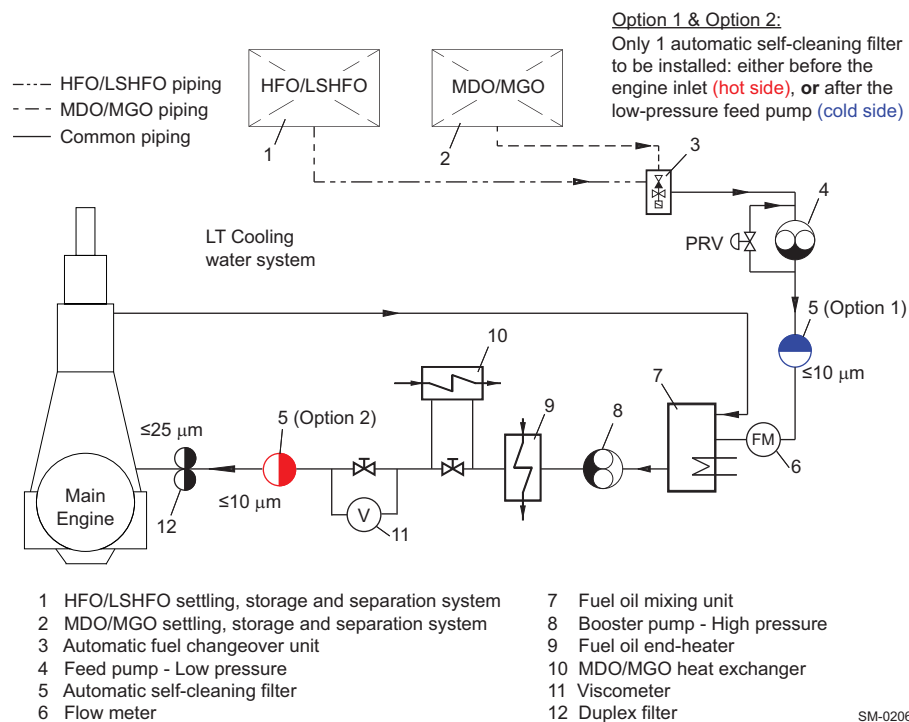 Option 1 & Option 2:
Only 1 automatic self-cleaning filter
to be installed: either before the
engine inlet (hot side), or after the
low-pressure feed pump (cold side)
HFO/LSHFO piping
MDO/MGO piping
Common piping
HFO/LSHFO
MDO/MGO
1
2
3
4
PRV
LT Cooling
water system
5 (Option 1)
≤10 μm
10
7
9
8
FM
6
≤25 μm
5 (Option 2)
≤10 μm
V
11
12
Main
Engine
1 HFO/LSHFO settling, storage and separation system
2 MDO/MGO settling, storage and separation system
3 Automatic fuel changeover unit
4 Feed pump - Low pressure
5 Automatic self-cleaning filter
6 Flow meter
7 Fuel oil mixing unit
8 Booster pump - High pressure
9 Fuel oil end-heater
10 MDO/MGO heat exchanger
11 Viscometer
12 Duplex filter
SM-0206